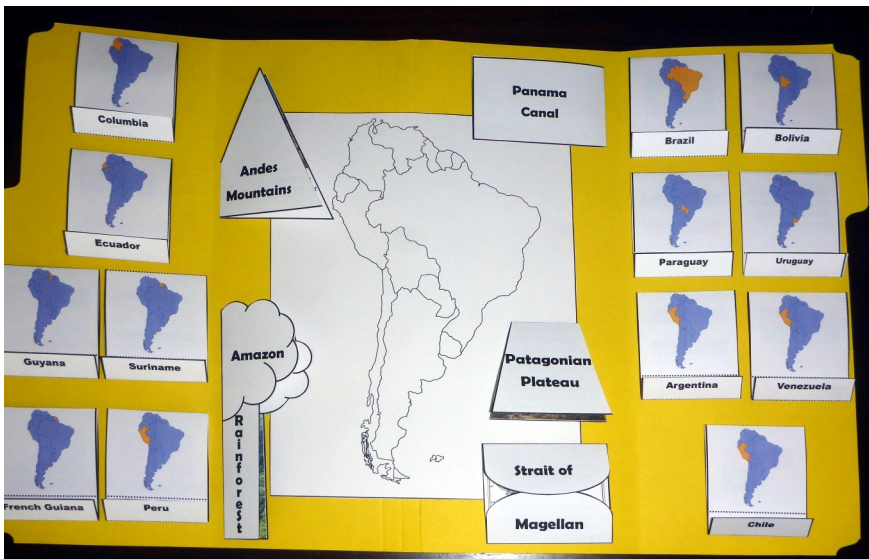 Columbia
Ecuador
Guyana
Suriname
French Guiana
Peru
Andes
Mountains
Amazon
Rainforest
Panama
Canal
Patagonian
Plateau
Strait of
Magellan
Brazil
Bolivia
Paraguay
Uruguay
Argentina
Venezuela
Chile